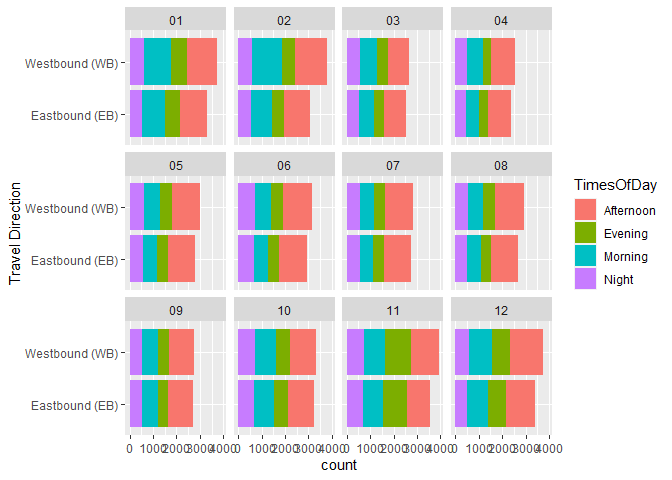 01 02 03 04
Westbound (WB)
Eastbound (EB)
05 06 07 08
Westbound (WB)
Eastbound (EB)
09 10 11 12
Westbound (WB)
Eastbound (EB)
0 1000 2000 3000 4000 0 1000 2000 3000 4000 0 1000 2000 3000 4000 0 1000 2000 3000 4000
count
Travel Direction
TimesOfDay
Afternoon
Evening
Morning
Night